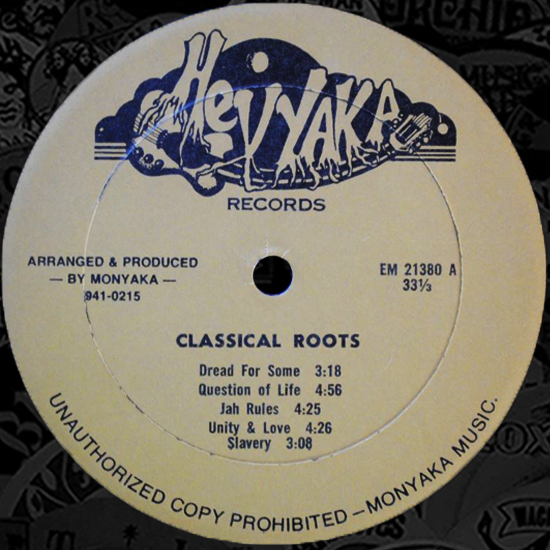 HEVYAKA
RECORDS
ARRANGED & PRODUCED
— BY MONYAKA —
941-0215
EM 21380 A
33⅓
CLASSICAL ROOTS
Dread For Some 3:18
Question of Life 4:56
Jah Rules 4:25
Unity & Love 4:26
Slavery 3:08
UNAUTHORIZED COPY PROHIBITED — MONYAKA MUSIC.